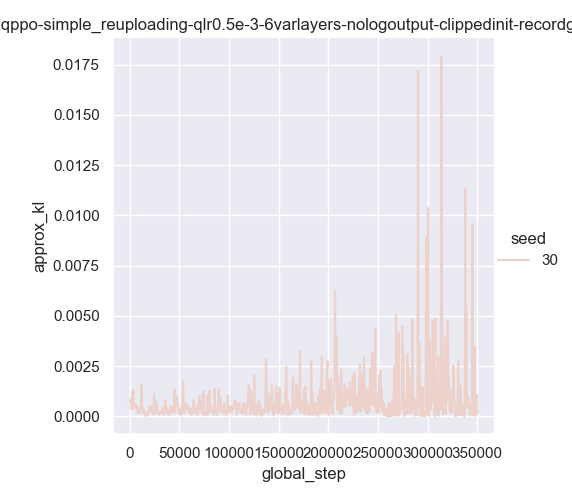 qppo-simple_reuploading-qlr0.5e-3-6varlayers-nologoutput-clippedinit-recordg
0.0175
0.0150
0.0125
0.0100
0.0075
0.0050
0.0025
0.0000
approx_kl
0 50000 100000 150000 200000 250000 300000 350000
global_step
seed
30